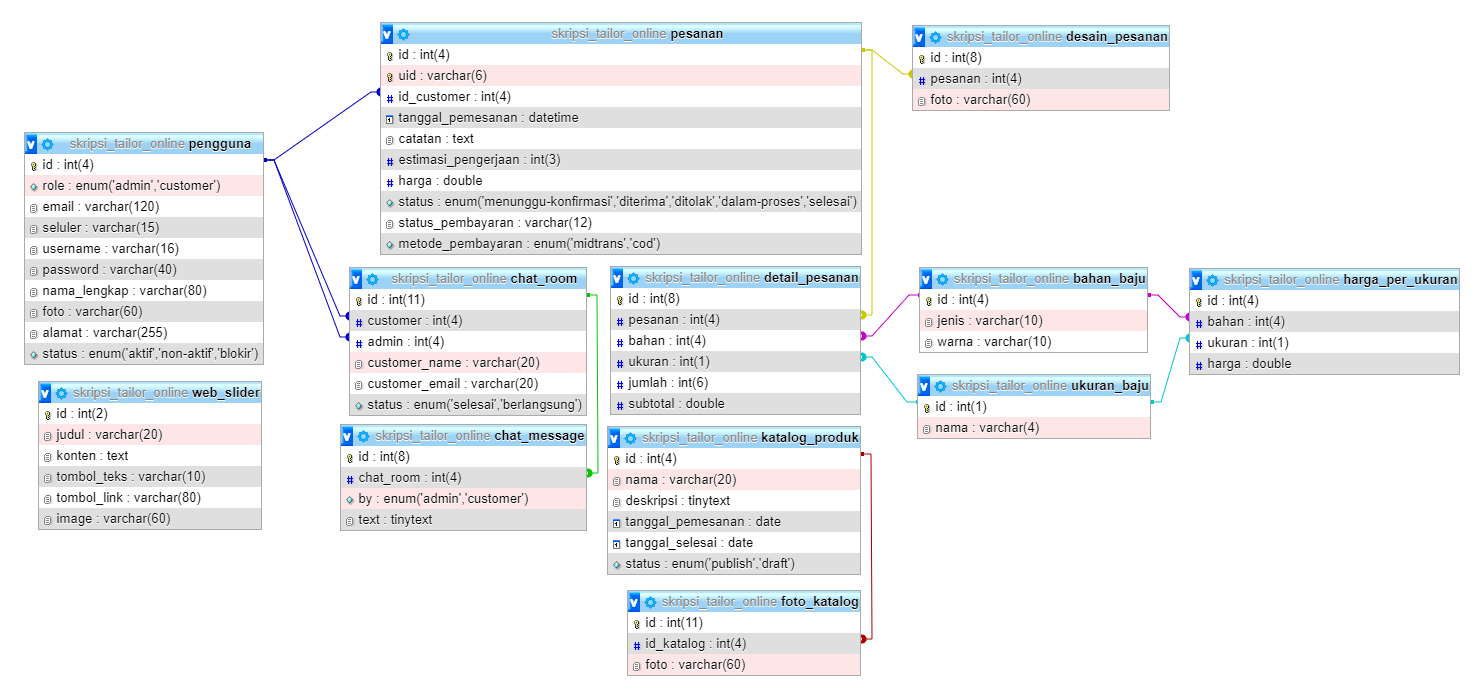 skripsi_tailor_online pesanan
id : int(4)
uid : varchar(6)
id_customer : int(4)
tanggal_pemesanan : datetime
catatan : text
estimasi_pengerjaan : int(3)
harga : double
status : enum('menunggu-konfirmasi','diterima','ditolak','dalam-proses','selesai')
status_pembayaran : varchar(12)
metode_pembayaran : enum('midtrans','cod')
skripsi_tailor_online desain_pesanan
id : int(8)
pesanan : int(4)
foto : varchar(60)
skripsi_tailor_online pengguna
id : int(4)
role : enum('admin','customer')
email : varchar(120)
seluler : varchar(15)
username : varchar(16)
password : varchar(40)
nama_lengkap : varchar(80)
foto : varchar(60)
alamat : varchar(255)
status : enum('aktif','non-aktif','blokir')
skripsi_tailor_online chat_room
id : int(11)
customer : int(4)
admin : int(4)
customer_name : varchar(20)
customer_email : varchar(20)
status : enum('selesai','berlangsung')
skripsi_tailor_online detail_pesanan
id : int(8)
pesanan : int(4)
bahan : int(4)
ukuran : int(1)
jumlah : int(6)
subtotal : double
skripsi_tailor_online bahan_baju
id : int(4)
jenis : varchar(10)
warna : varchar(10)
skripsi_tailor_online harga_per_ukuran
id : int(4)
bahan : int(4)
ukuran : int(1)
harga : double
skripsi_tailor_online ukuran_baju
id : int(1)
nama : varchar(4)
skripsi_tailor_online web_slider
id : int(2)
judul : varchar(20)
konten : text
tombol_teks : varchar(10)
tombol_link : varchar(80)
image : varchar(60)
skripsi_tailor_online chat_message
id : int(8)
chat_room : int(4)
by : enum('admin','customer')
text : tinytext
skripsi_tailor_online katalog_produk
id : int(4)
nama : varchar(20)
deskripsi : tinytext
tanggal_pemesanan : date
tanggal_selesai : date
status : enum('publish','draft')
skripsi_tailor_online foto_katalog
id : int(11)
id_katalog : int(4)
foto : varchar(60)